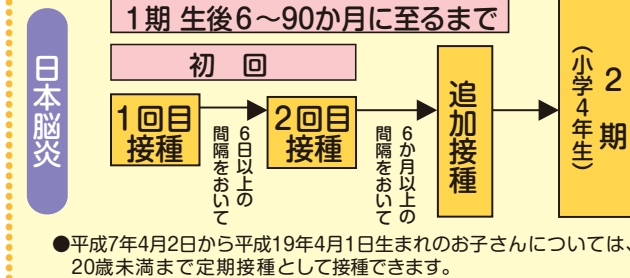 日本脳炎
1期 生後6～90か月に至るまで
初 回
1回目
接種
6日以上の
間隔をおいて
2回目
接種
6か月以上の
間隔をおいて
追加接種
2期
（小学4年生）
●平成7年4月2日から平成19年4月1日生まれのお子さんについては、
20歳未満まで定期接種として接種できます。